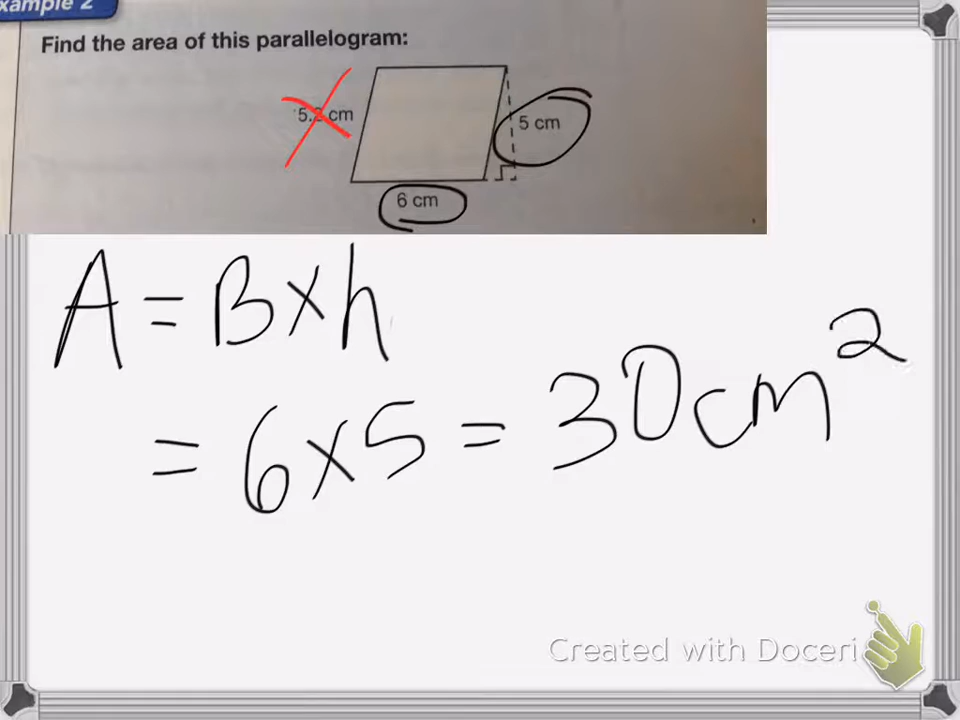 xample 2
Find the area of this parallelogram:
5.2 cm
5 cm
6 cm
A = B x h
= 6 x 5 = 30cm²
Created with Doceri